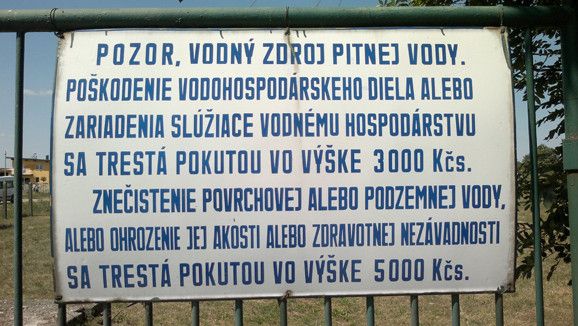 POZOR, VODNÝ ZDROJ PITNEJ VODY.
POŠKODENIE VODOHOSPODÁRSKEHO DIELA ALEBO
ZARIADENIA SLÚŽIACE VODNÉMU HOSPODÁRSTVU
SA TRESTÁ POKUTOU VO VÝŠKE 3000 Kčs.
ZNEČISTENIE POVRCHOVEJ ALEBO PODZEMNEJ VODY,
ALEBO OHROZENIE JEJ AKOSTI ALEBO ZDRAVOTNEJ NEZÁVADNOSTI
SA TRESTÁ POKUTOU VO VÝŠKE 5000 Kčs.